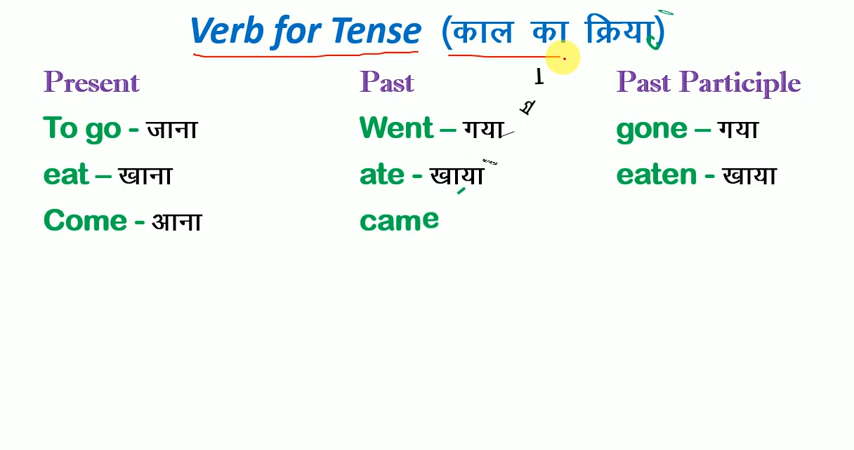 Verb for Tense (काल का क्रिया)
Present Past Past Participle
To go - जाना Went – गया gone – गया
eat – खाना ate - खाया eaten - खाया
Come - आना came